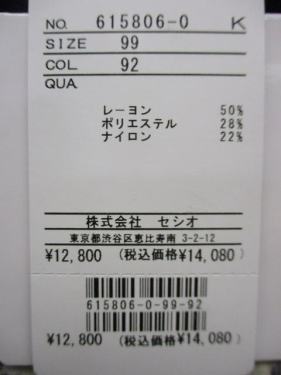 NO. 615806-0 K
SIZE 99
COL. 92
QUA.
レーヨン 50%
ポリエステル 28%
ナイロン 22%
株式会社 セシオ
東京都渋谷区恵比寿南 3-2-12
¥12,800 (税込価格¥14,080)
615806-0-99-92
¥12,800 (税込価格¥14,080)